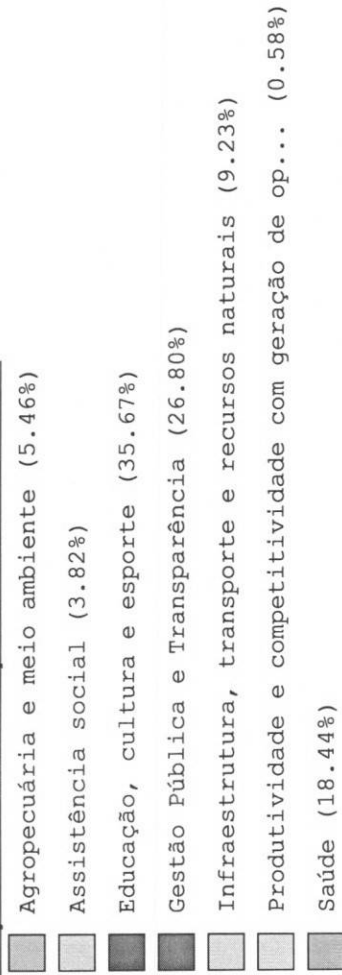 Agropecuária e meio ambiente (5.46%)
Assistência social (3.82%)
Educação, cultura e esporte (35.67%)
Gestão Pública e Transparência (26.80%)
Infraestrutura, transporte e recursos naturais (9.23%)
Produtividade e competitividade com geração de op... (0.58%)
Saúde (18.44%)